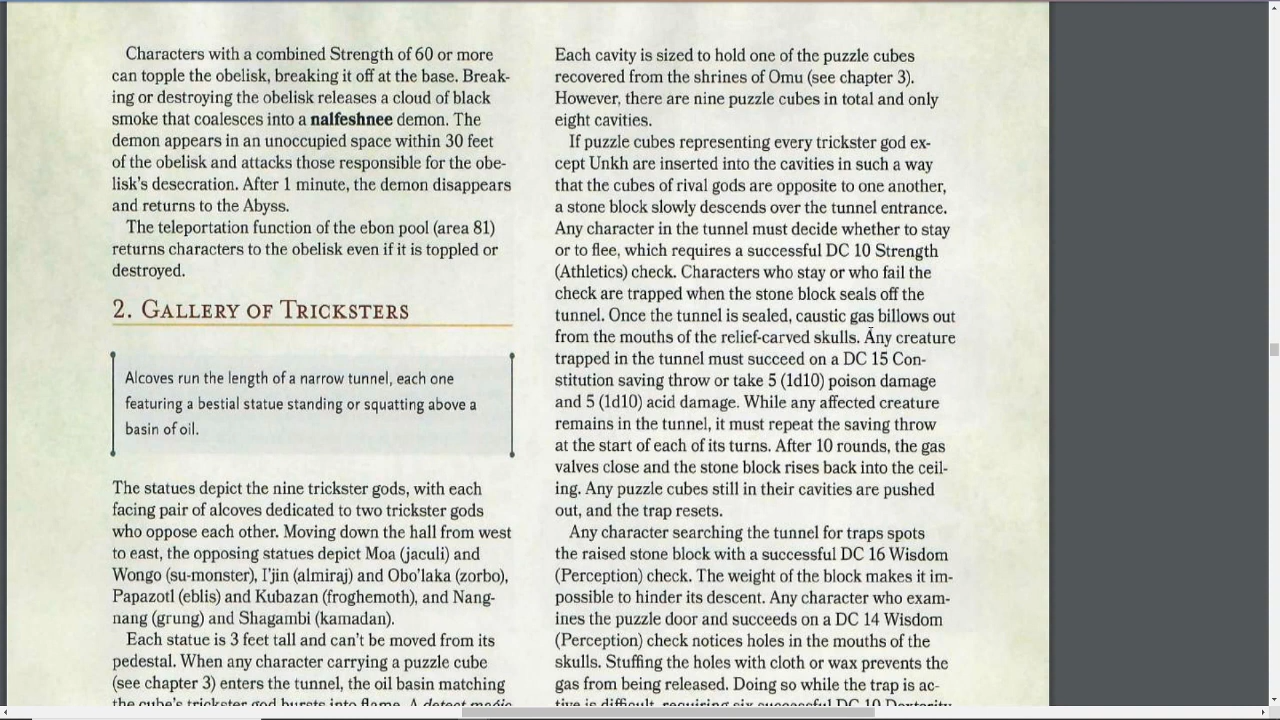 Characters with a combined Strength of 60 or more
can topple the obelisk, breaking it off at the base. Break-
ing or destroying the obelisk releases a cloud of black
smoke that coalesces into a nalfeshnee demon. The
demon appears in an unoccupied space within 30 feet
of the obelisk and attacks those responsible for the obe-
lisk's desecration. After 1 minute, the demon disappears
and returns to the Abyss.
The teleportation function of the ebon pool (area 81)
returns characters to the obelisk even if it is toppled or
destroyed.
2. Gallery of Tricksters
Alcoves run the length of a narrow tunnel, each one
featuring a bestial statue standing or squatting above a
basin of oil.
The statues depict the nine trickster gods, with each
facing pair of alcoves dedicated to two trickster gods
who oppose each other. Moving down the hall from west
to east, the opposing statues depict Moa (jaculi) and
Wongo (su-monster), I'jin (almiraj) and Obo'laka (zorbo),
Papazotl (eblis) and Kubazan (froghemoth), and Nang-
nang (grung) and Shagambi (kamadan).
Each statue is 3 feet tall and can't be moved from its
pedestal. When any character carrying a puzzle cube
(see chapter 3) enters the tunnel, the oil basin matching
the cube's trickster god bursts into flame. A detect magic
Each cavity is sized to hold one of the puzzle cubes
recovered from the shrines of Omu (see chapter 3).
However, there are nine puzzle cubes in total and only
eight cavities.
If puzzle cubes representing every trickster god ex-
cept Unkh are inserted into the cavities in such a way
that the cubes of rival gods are opposite to one another,
a stone block slowly descends over the tunnel entrance.
Any character in the tunnel must decide whether to stay
or to flee, which requires a successful DC 10 Strength
(Athletics) check. Characters who stay or who fail the
check are trapped when the stone block seals off the
tunnel. Once the tunnel is sealed, caustic gas billows out
from the mouths of the relief-carved skulls. Any creature
trapped in the tunnel must succeed on a DC 15 Con-
stitution saving throw or take 5 (1d10) poison damage
and 5 (1d10) acid damage. While any affected creature
remains in the tunnel, it must repeat the saving throw
at the start of each of its turns. After 10 rounds, the gas
valves close and the stone block rises back into the ceil-
ing. Any puzzle cubes still in their cavities are pushed
out, and the trap resets.
Any character searching the tunnel for traps spots
the raised stone block with a successful DC 16 Wisdom
(Perception) check. The weight of the block makes it im-
possible to hinder its descent. Any character who exam-
ines the puzzle door and succeeds on a DC 14 Wisdom
(Perception) check notices holes in the mouths of the
skulls. Stuffing the holes with cloth or wax prevents the
gas from being released. Doing so while the trap is ac-
tive is difficult, requiring six successful DC 10 Dexterity